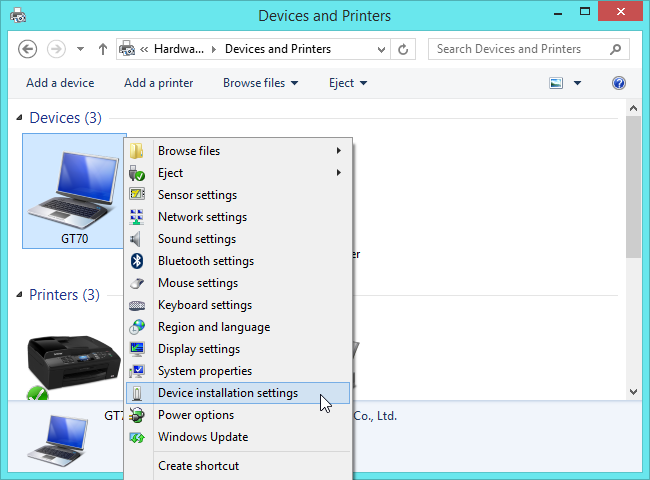 Devices and Printers
« Hardwa... Devices and Printers
Search Devices and Printers
Add a device Add a printer Browse files Eject
Devices (3)
GT70
Browse files
Eject
Sensor settings
Network settings
Sound settings
Bluetooth settings
er
Mouse settings
Printers (3)
Keyboard settings
Region and language
Display settings
System properties
Device installation settings
GT7
Power options
Co., Ltd.
Windows Update
Create shortcut